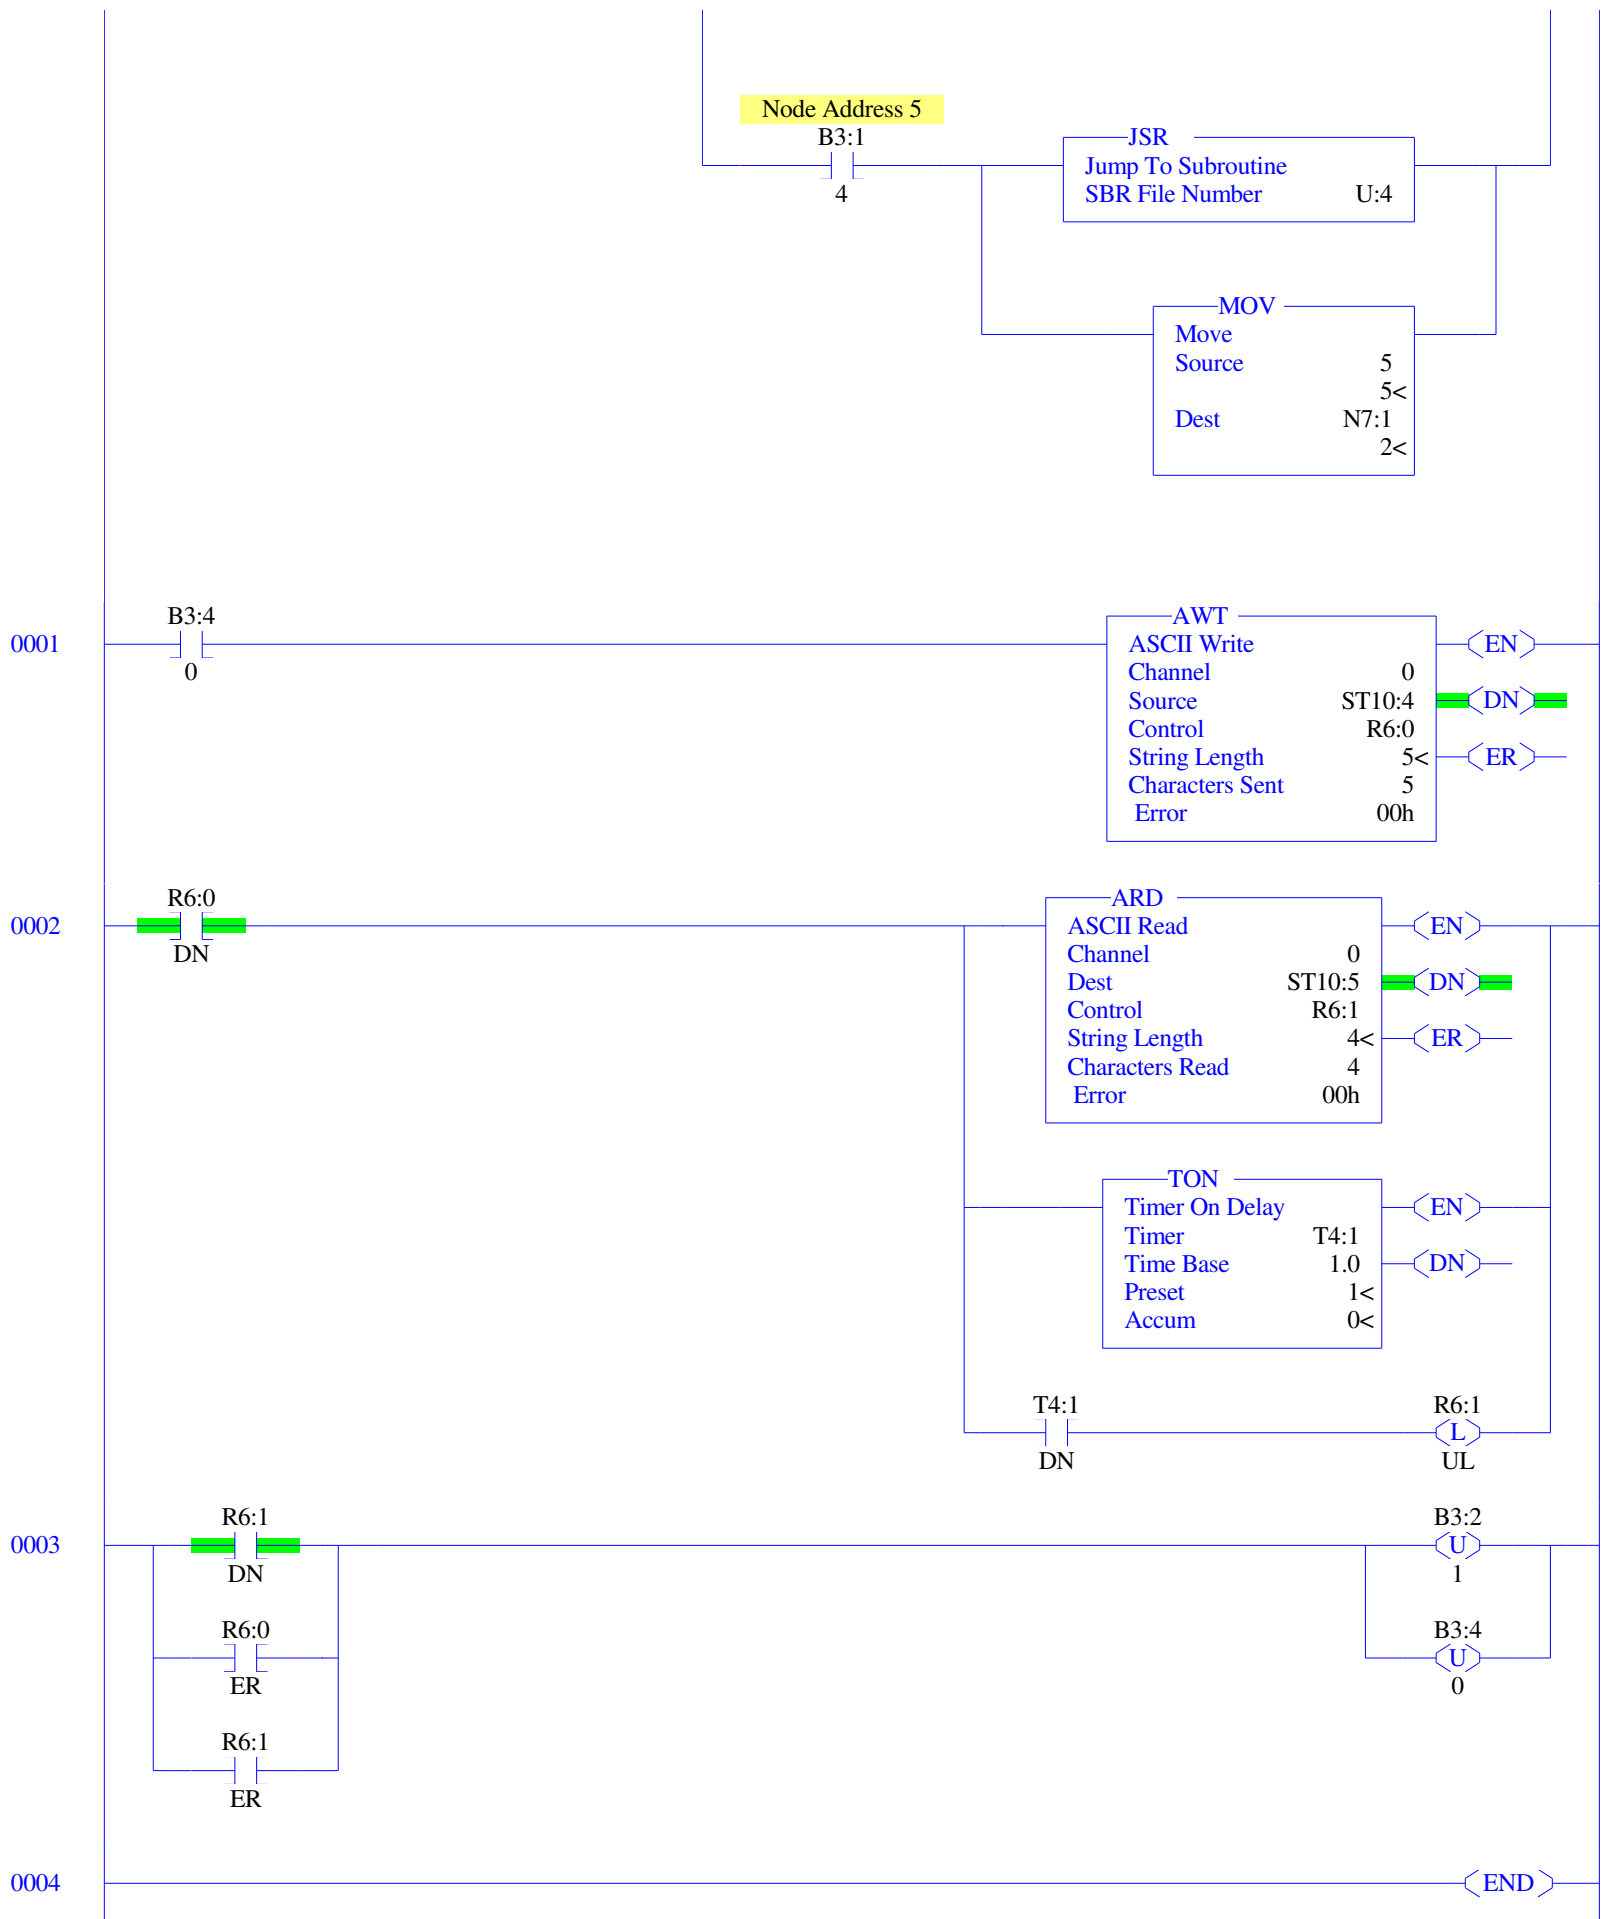 Node Address 5
B3:1
4
JSR
Jump To Subroutine
SBR File Number U:4
MOV
Move
Source 5
5<
Dest N7:1
2<
0001
B3:4
0
AWT
ASCII Write
Channel 0
Source ST10:4
Control R6:0
String Length 5<
Characters Sent 5
Error 00h
EN
DN
ER
0002
R6:0
DN
ARD
ASCII Read
Channel 0
Dest ST10:5
Control R6:1
String Length 4<
Characters Read 4
Error 00h
EN
DN
ER
TON
Timer On Delay
Timer T4:1
Time Base 1.0
Preset 1<
Accum 0<
EN
DN
T4:1
DN
R6:1
L
UL
0003
R6:1
DN
R6:0
ER
R6:1
ER
B3:2
U
1
B3:4
U
0
0004
END